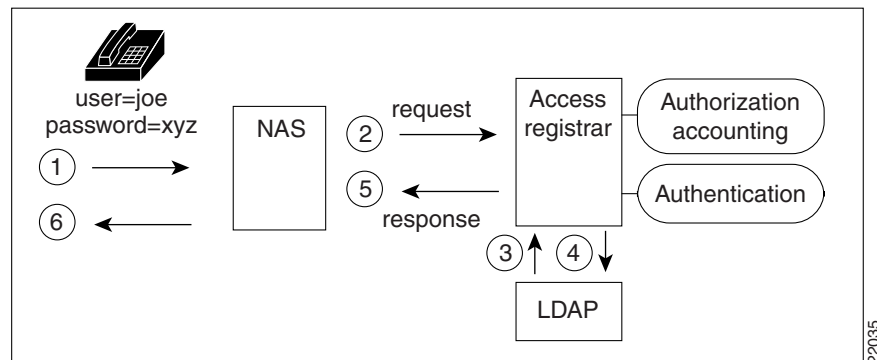 user=joe
password=xyz
1
6
NAS
2
request
5
response
Access
registrar
Authorization
accounting
Authentication
3
4
LDAP
22035